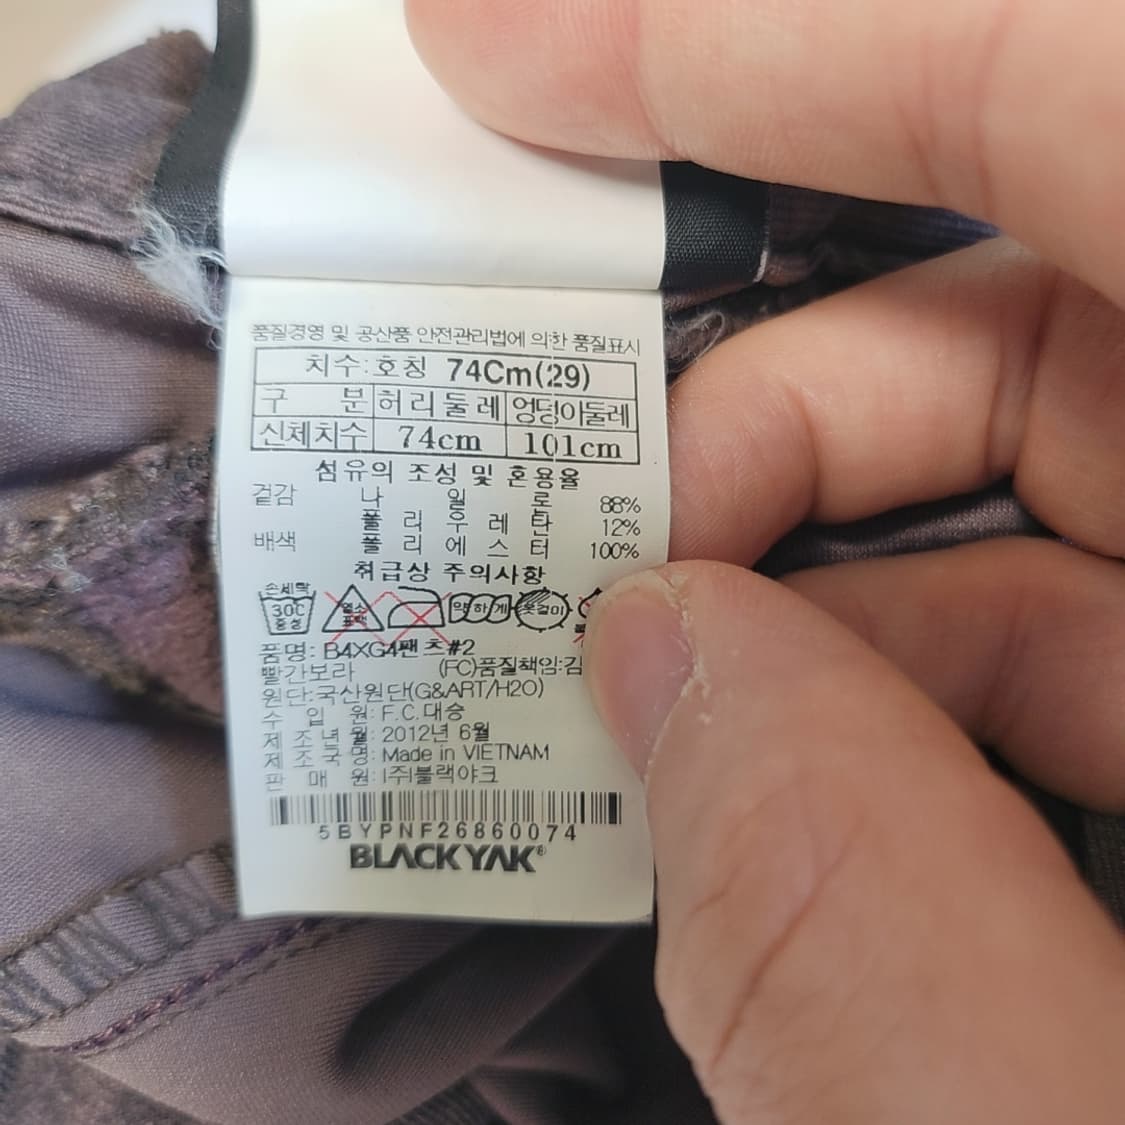 품질경영 및 공산품 안전관리법에 의한 품질표시
치수:호칭 74Cm(29)
구 분 허리둘레 엉덩이둘레
신체치수 74cm 101cm
섬유의 조성 및 혼용율
겉감 나 일 론 88%
폴 리 우 레 탄 12%
배색 폴 리 에 스 터 100%
취급상 주의사항
손세탁
30C 염소 약하게 옷걸이
중성 표백
품명: B4XG4팬츠#2
빨간보라 (FC)품질책임:김
원단:국산원단(G&ART/H2O)
수 입 원: F.C.대승
제 조 년 월: 2012년 6월
제 조 국 명: Made in VIETNAM
판 매 원: (주)블랙야크
5BYPNF26860074
BLACKYAK®